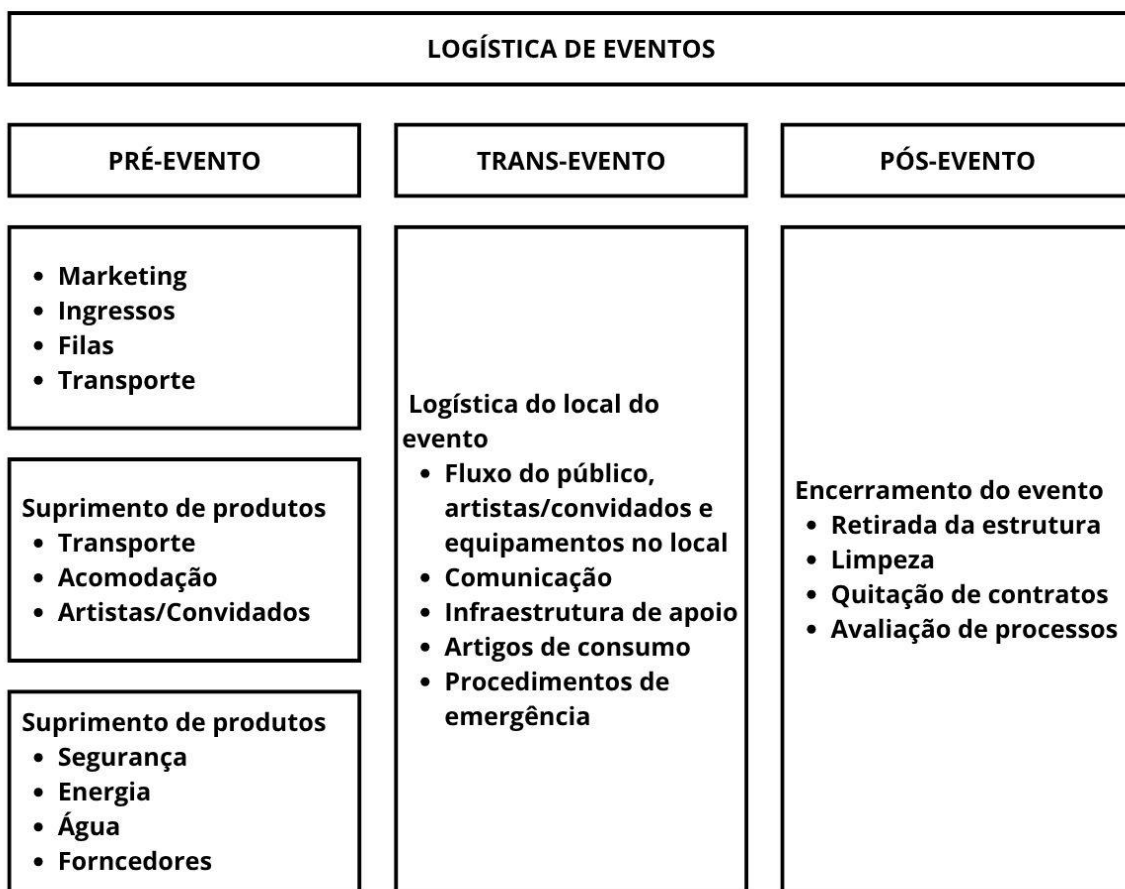 LOGÍSTICA DE EVENTOS
PRÉ-EVENTO
TRANS-EVENTO
PÓS-EVENTO
• Marketing
• Ingressos
• Filas
• Transporte
Suprimento de produtos
• Transporte
• Acomodação
• Artistas/Convidados
Suprimento de produtos
• Segurança
• Energia
• Água
• Forncedores
Logística do local do
evento
• Fluxo do público,
artistas/convidados e
equipamentos no local
• Comunicação
• Infraestrutura de apoio
• Artigos de consumo
• Procedimentos de
emergência
Encerramento do evento
• Retirada da estrutura
• Limpeza
• Quitação de contratos
• Avaliação de processos